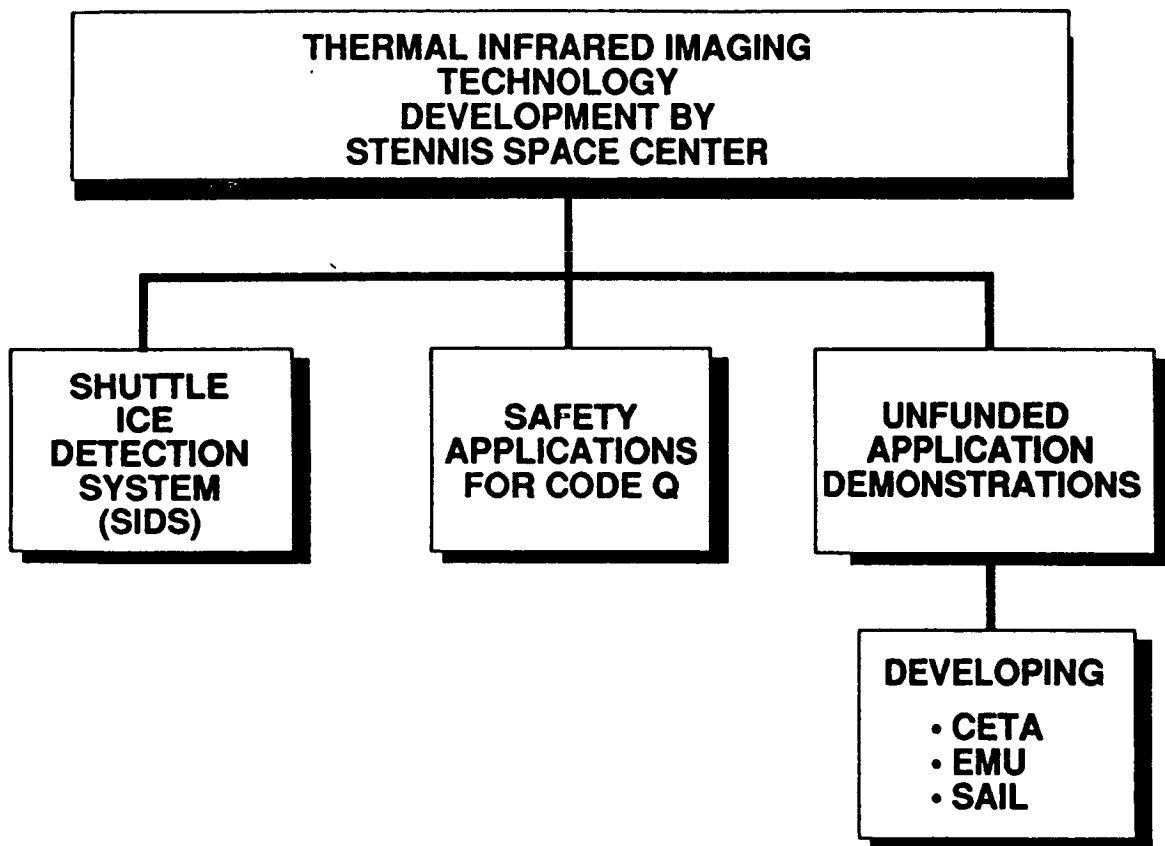 THERMAL INFRARED IMAGING
TECHNOLOGY
DEVELOPMENT BY
STENNIS SPACE CENTER
SHUTTLE
ICE
DETECTION
SYSTEM
(SIDS)
SAFETY
APPLICATIONS
FOR CODE Q
UNFUNDED
APPLICATION
DEMONSTRATIONS
DEVELOPING
• CETA
• EMU
• SAIL